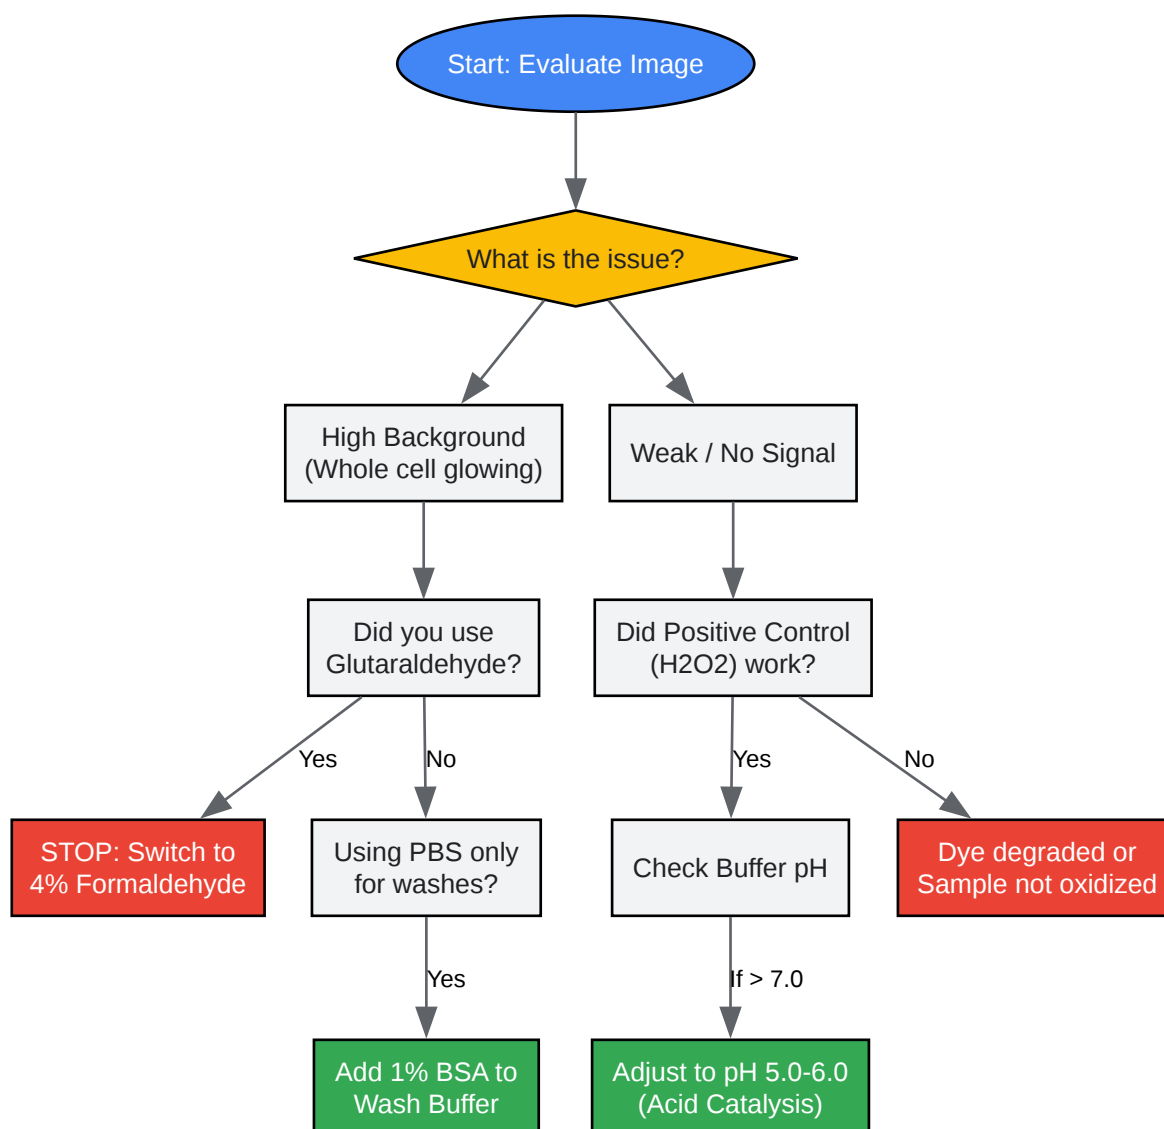 Start: Evaluate Image
What is the issue?
High Background
(Whole cell glowing)
Weak / No Signal
Did you use
Glutaraldehyde?
Did Positive Control
(H2O2) work?
Yes
No
Yes
No
STOP: Switch to
4% Formaldehyde
Using PBS only
for washes?
Check Buffer pH
Dye degraded or
Sample not oxidized
Yes
If > 7.0
Add 1% BSA to
Wash Buffer
Adjust to pH 5.0-6.0
(Acid Catalysis)